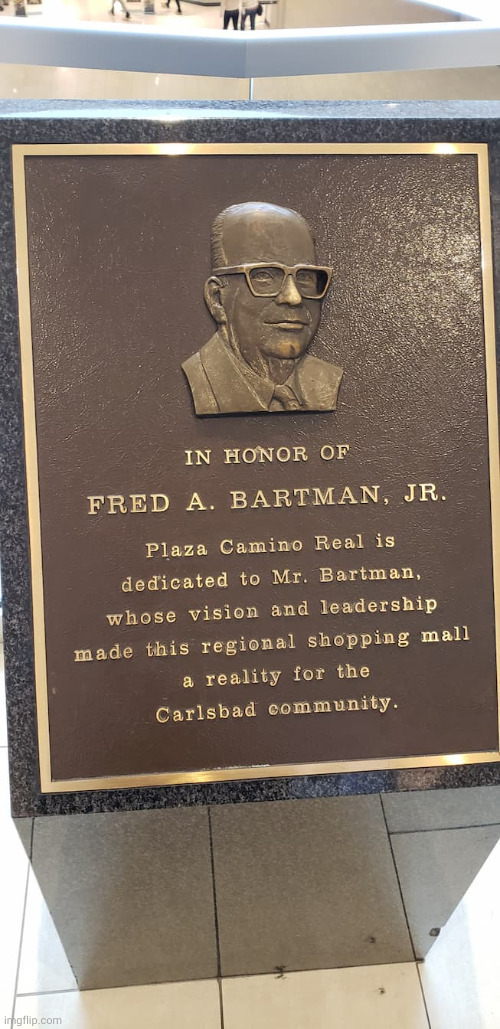 IN HONOR OF
FRED A. BARTMAN, JR.
Plaza Camino Real is
dedicated to Mr. Bartman,
whose vision and leadership
made this regional shopping mall
a reality for the
Carlsbad community.
imgflip.com